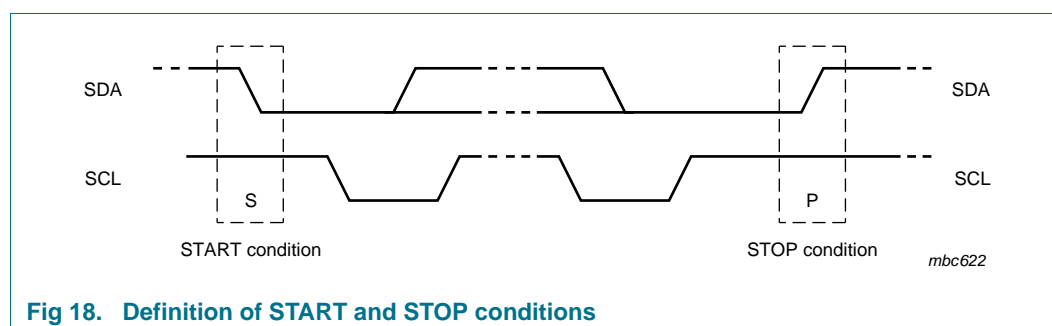 SDA
SDA
SCL
SCL
S
P
START condition
STOP condition
mbc622
Fig 18. Definition of START and STOP conditions